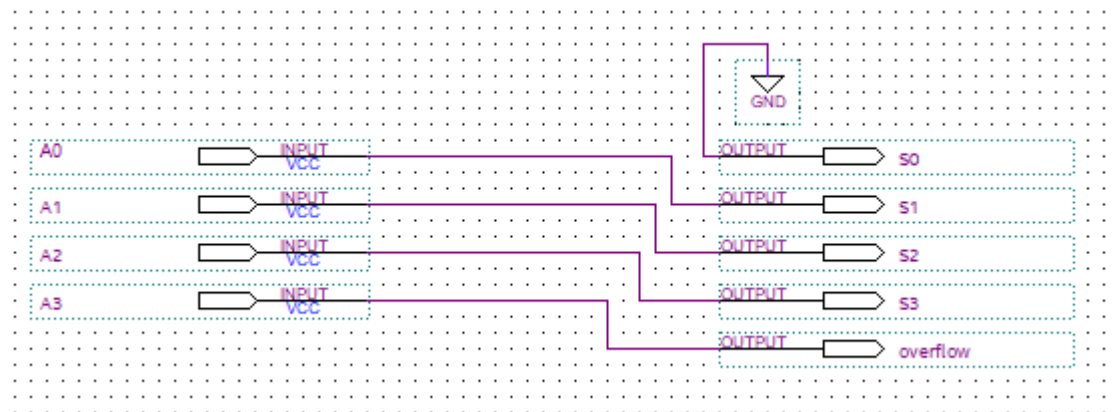 GND
A0 INPUT VCC OUTPUT S0
A1 INPUT VCC OUTPUT S1
A2 INPUT VCC OUTPUT S2
A3 INPUT VCC OUTPUT S3
OUTPUT overflow